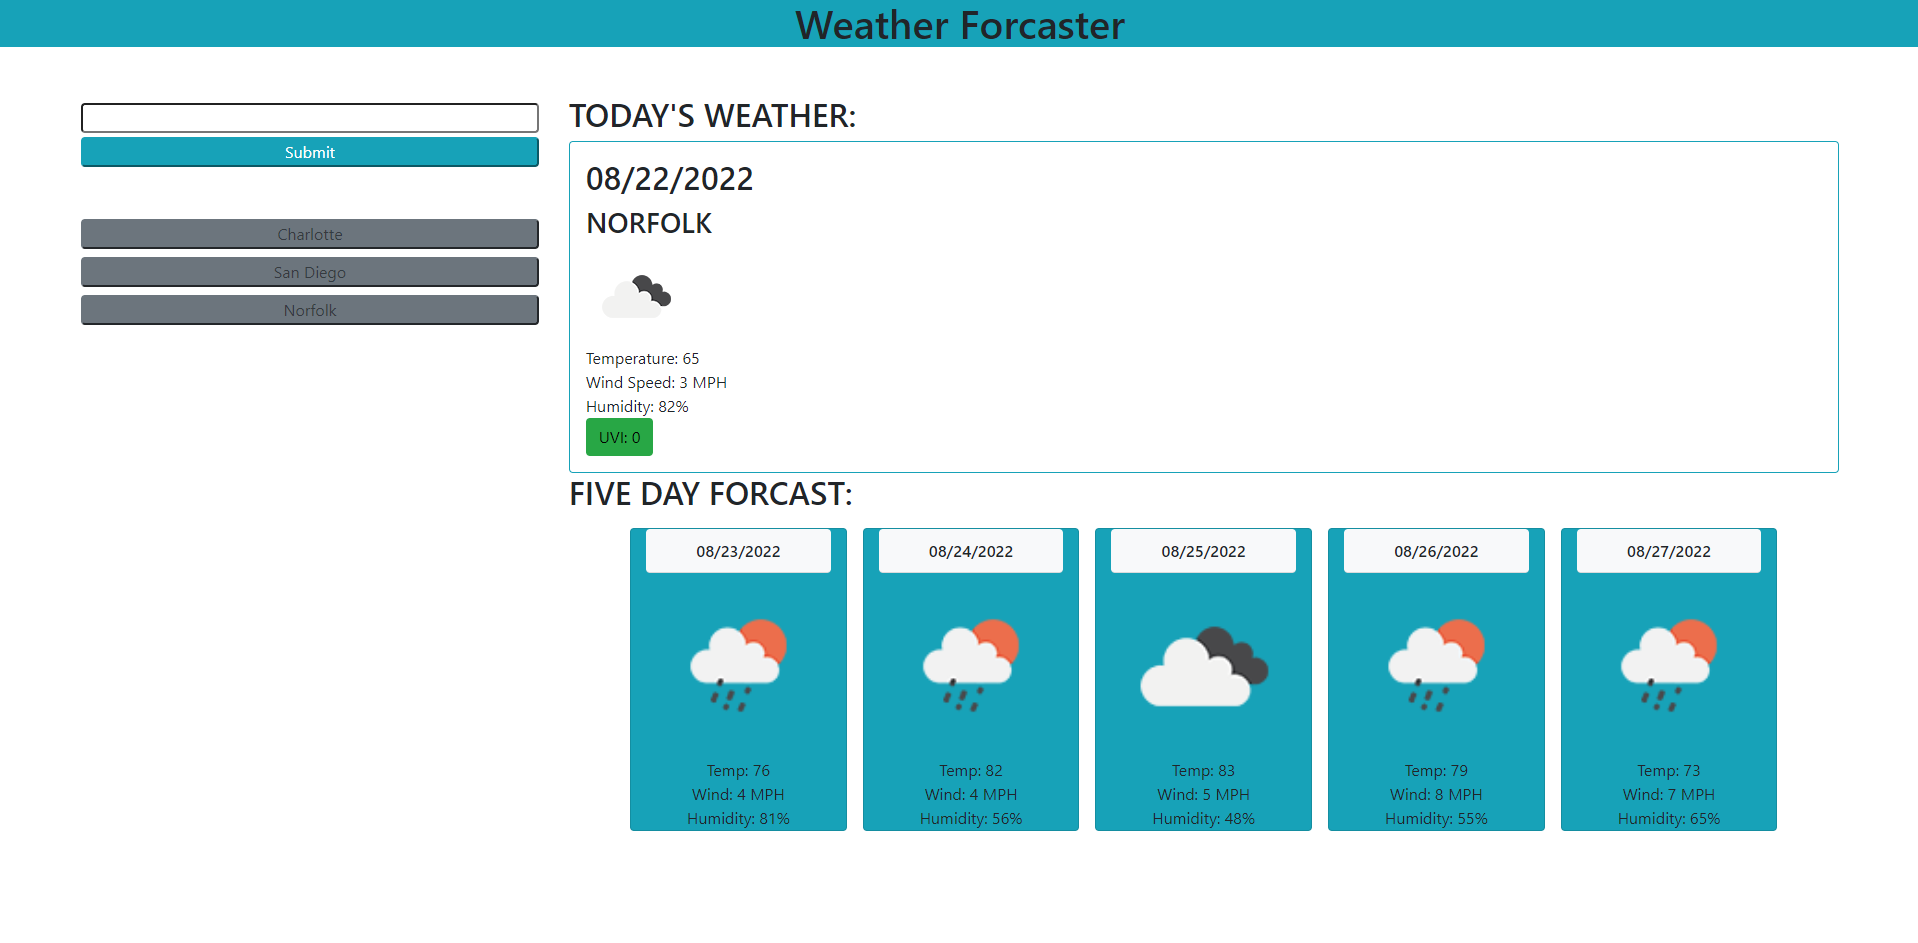 Weather Forcaster
Submit
Charlotte
San Diego
Norfolk
TODAY'S WEATHER:
08/22/2022
NORFOLK
Temperature: 65
Wind Speed: 3 MPH
Humidity: 82%
UVI: 0
FIVE DAY FORCAST:
08/23/2022
Temp: 76
Wind: 4 MPH
Humidity: 81%
08/24/2022
Temp: 82
Wind: 4 MPH
Humidity: 56%
08/25/2022
Temp: 83
Wind: 5 MPH
Humidity: 48%
08/26/2022
Temp: 79
Wind: 8 MPH
Humidity: 55%
08/27/2022
Temp: 73
Wind: 7 MPH
Humidity: 65%